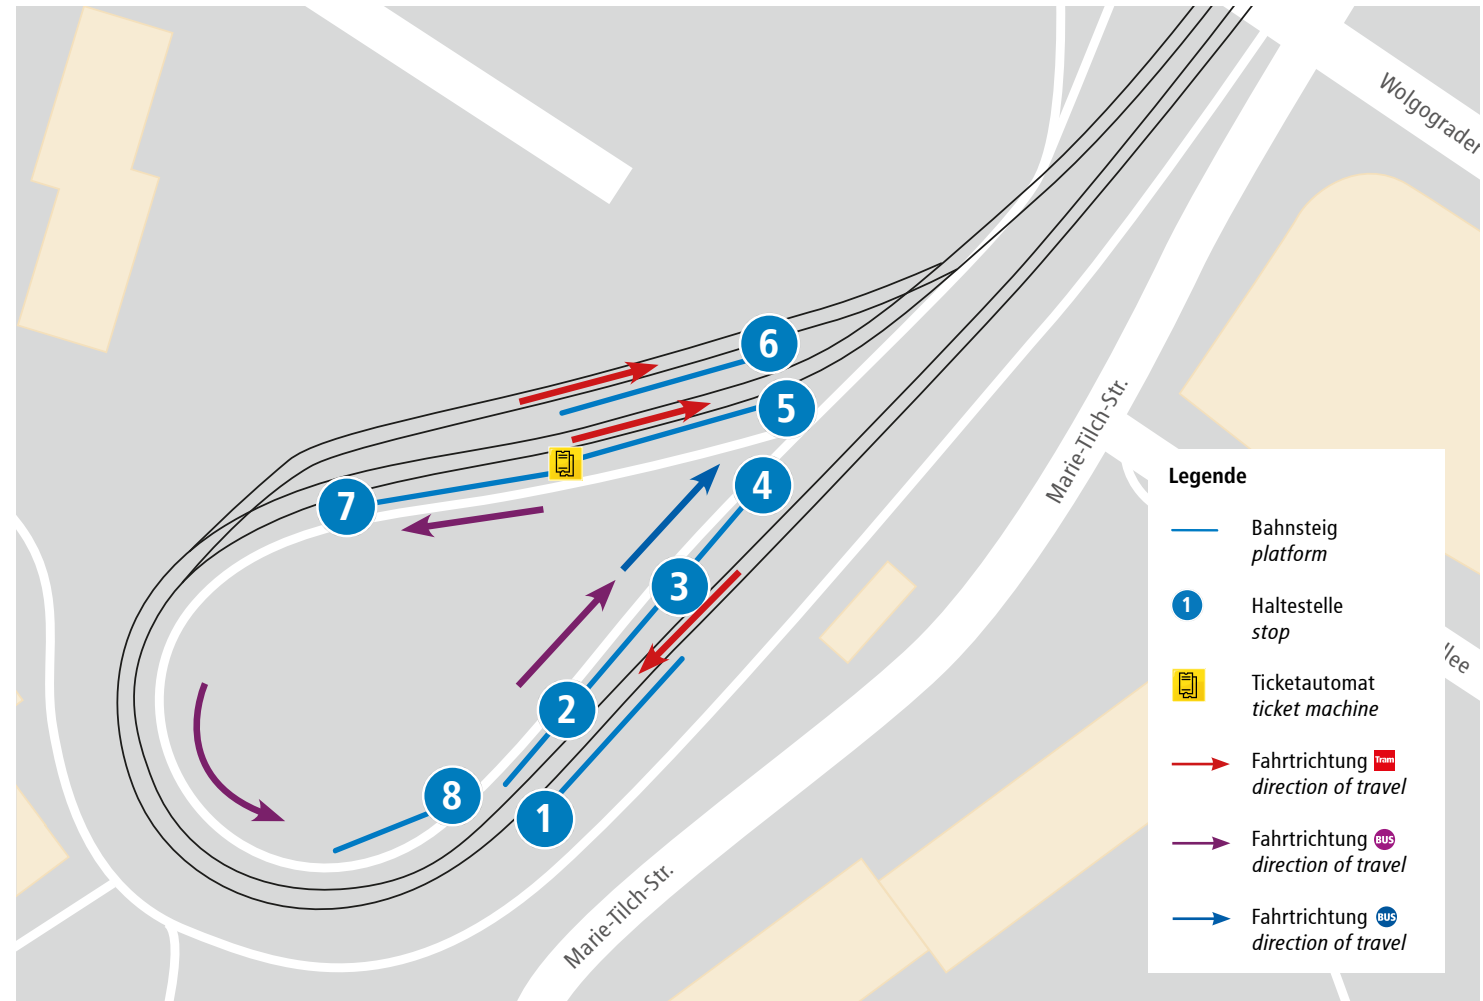 Wolgograder
6
5
Marie-Tilch-Str.
4
7
3
2
8
1
Marie-Tilch-Str.
llee
Legende
Bahnsteig
platform
1
Haltestelle
stop
Ticketautomat
ticket machine
Fahrtrichtung Tram
direction of travel
Fahrtrichtung BUS
direction of travel
Fahrtrichtung BUS
direction of travel